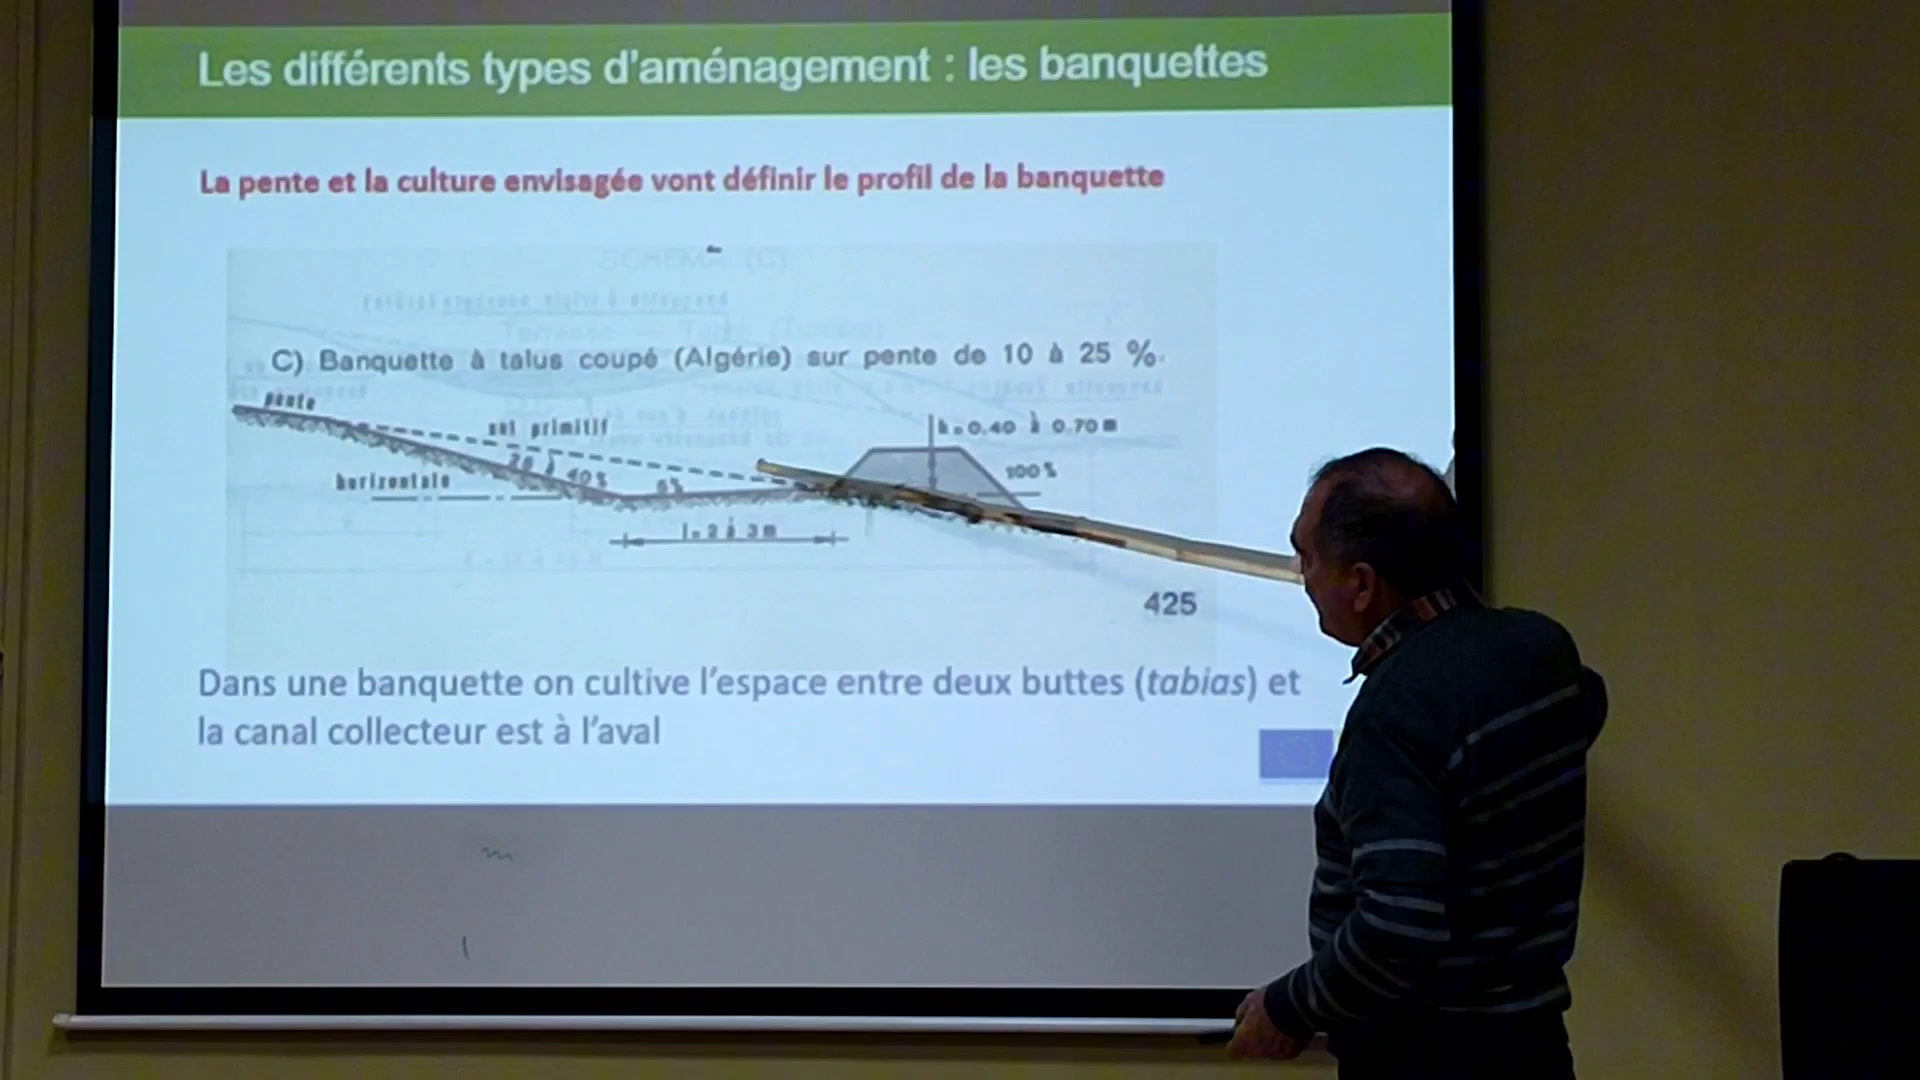 Les différents types d'aménagement : les banquettes
La pente et la culture envisagée vont définir le profil de la banquette
SCHEMA (C)
C) Banquette à talus coupé (Algérie) sur pente de 10 à 25 %.
pente
sol primitif
h=0.40 à 0.70 m
100 %
horizontale
40 %
l=2 à 3 m
425
Dans une banquette on cultive l'espace entre deux buttes (tabias) et
la canal collecteur est à l'aval